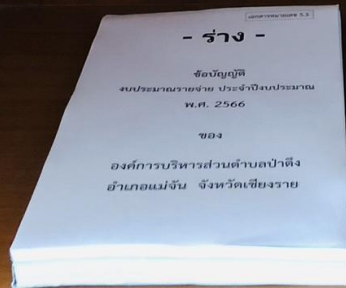 เอกสารหมายเลข 5.2
- ร่าง -
ข้อบัญญัติ
งบประมาณรายจ่าย ประจำปีงบประมาณ
พ.ศ. 2566
ของ
องค์การบริหารส่วนตำบลป่าตึง
อำเภอแม่จัน จังหวัดเชียงราย